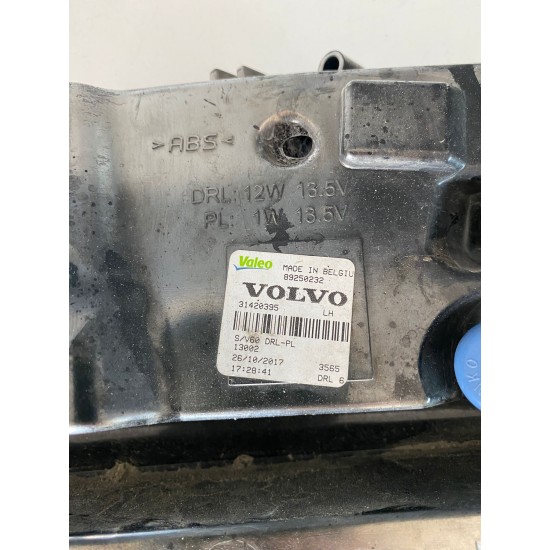 >ABS<
DRL: 12W 13.5V
PL: 1W 13.5V
Valeo MADE IN BELGIU
89250232
VOLVO
31420395 LH
S/V60 DRL-PL
13002
26/10/2017 3565
17:28:41 DRL 6